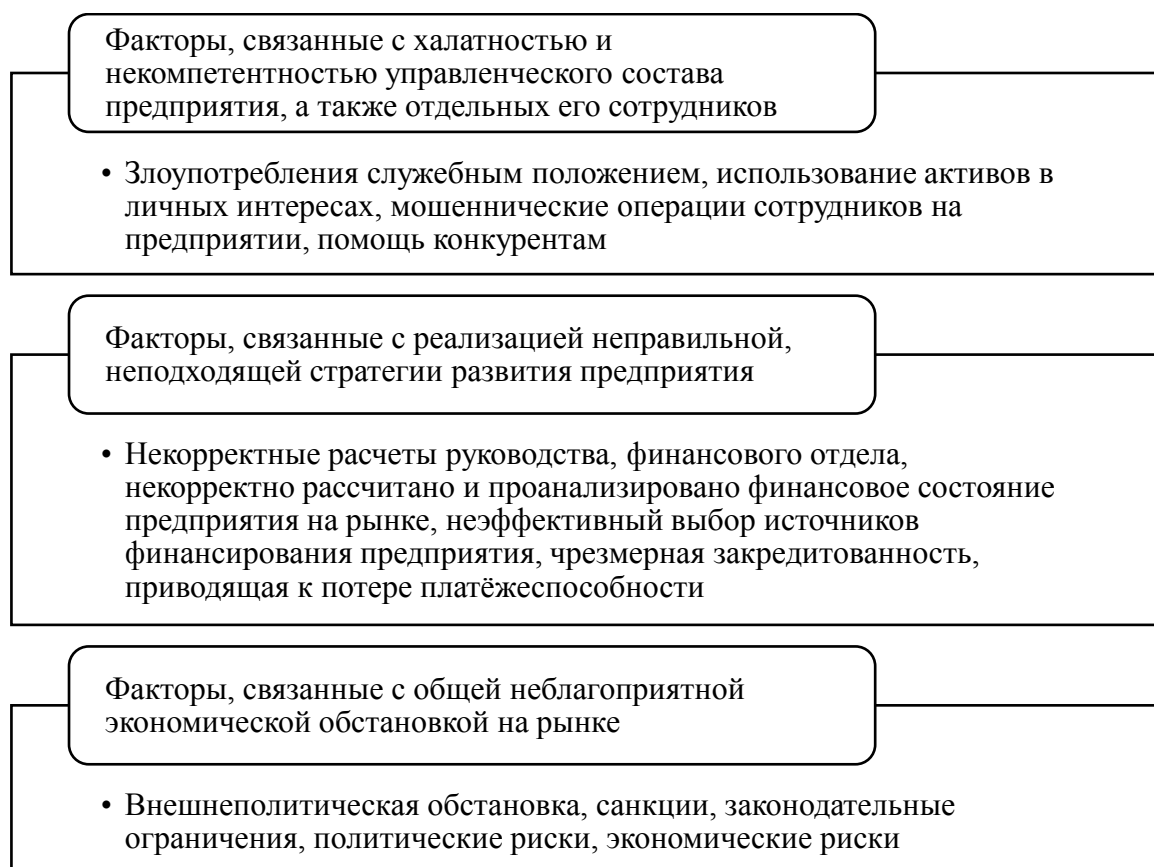 Факторы, связанные с халатностью и
некомпетентностью управленческого состава
предприятия, а также отдельных его сотрудников
• Злоупотребления служебным положением, использование активов в
личных интересах, мошеннические операции сотрудников на
предприятии, помощь конкурентам
Факторы, связанные с реализацией неправильной,
неподходящей стратегии развития предприятия
• Некорректные расчеты руководства, финансового отдела,
некорректно рассчитано и проанализировано финансовое состояние
предприятия на рынке, неэффективный выбор источников
финансирования предприятия, чрезмерная закредитованность,
приводящая к потере платёжеспособности
Факторы, связанные с общей неблагоприятной
экономической обстановкой на рынке
• Внешнеполитическая обстановка, санкции, законодательные
ограничения, политические риски, экономические риски